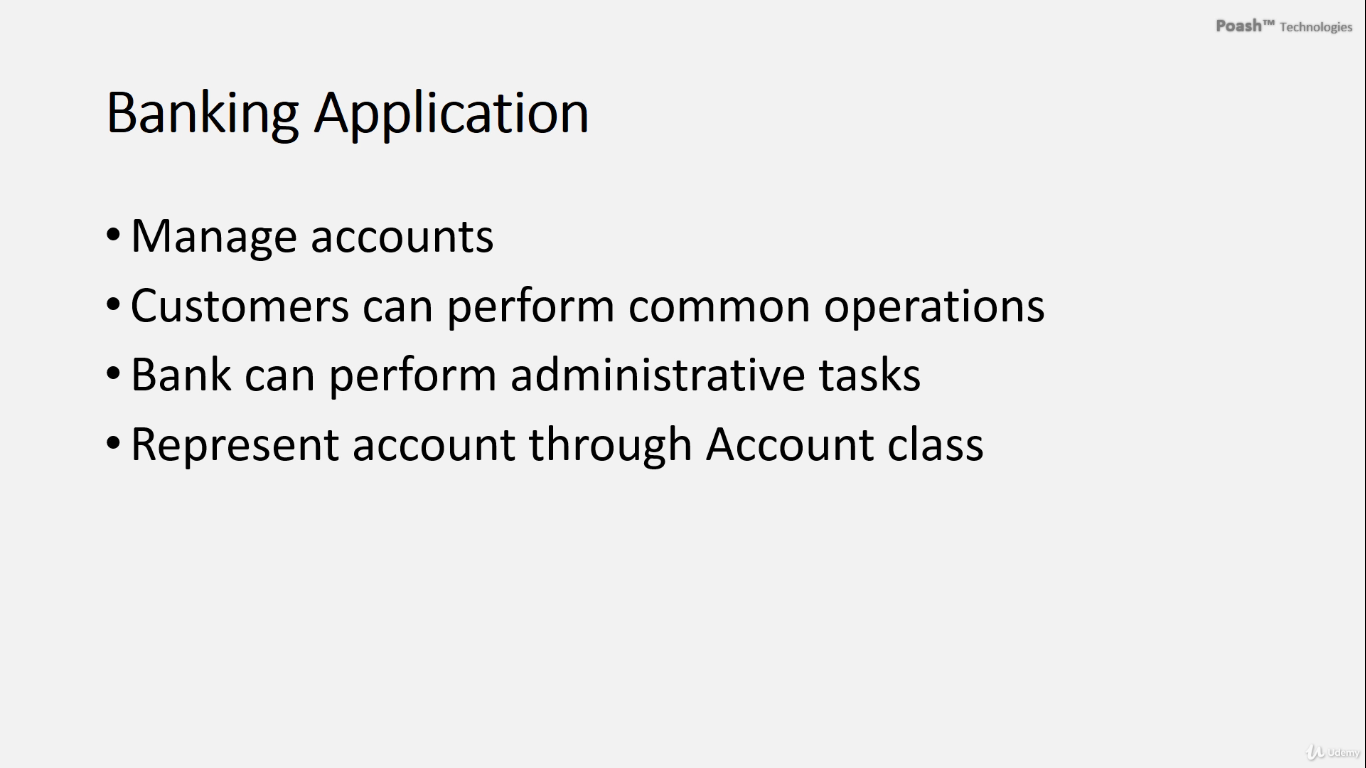 Poash™ Technologies
Banking Application
• Manage accounts
• Customers can perform common operations
• Bank can perform administrative tasks
• Represent account through Account class
Udemy